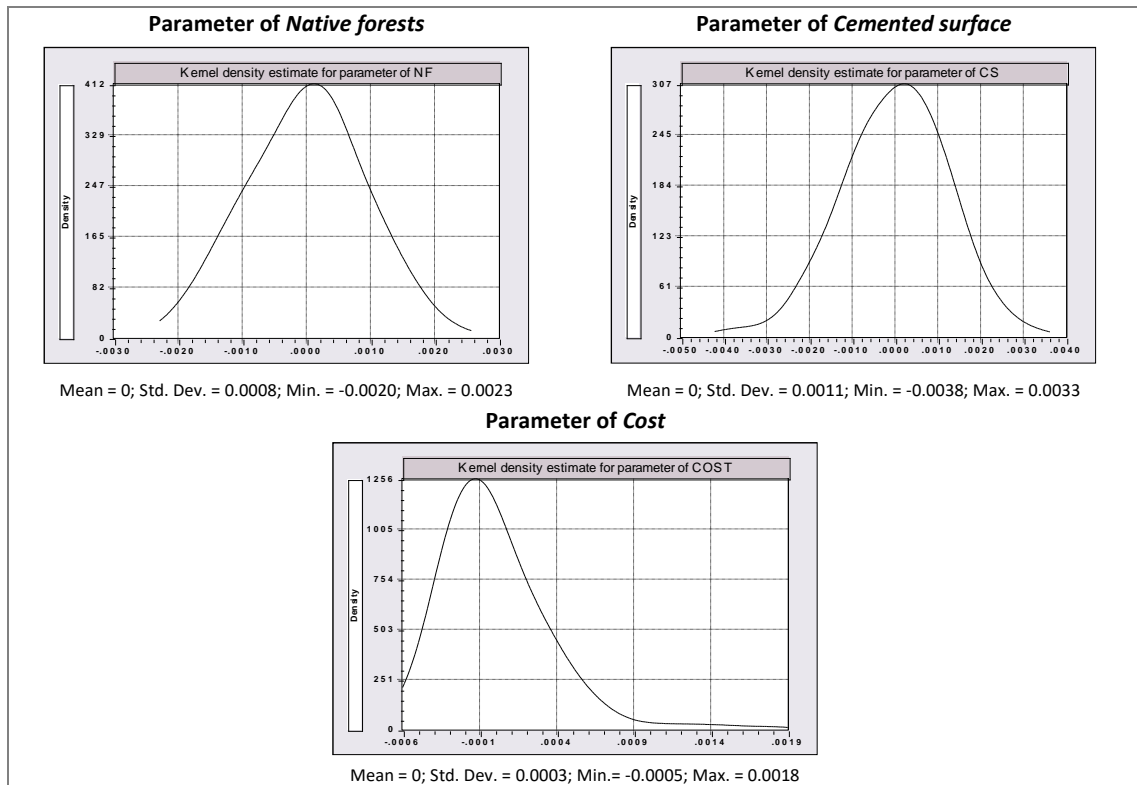 Parameter of Native forests
Kernel density estimate for parameter of NF
412
329
247
165
82
0
Density
-.0030 -.0020 -.0010 .0000 .0010 .0020 .0030
Mean = 0; Std. Dev. = 0.0008; Min. = -0.0020; Max. = 0.0023
Parameter of Cemented surface
Kernel density estimate for parameter of CS
307
245
184
123
61
0
Density
-.0050 -.0040 -.0030 -.0020 -.0010 .0000 .0010 .0020 .0030 .0040
Mean = 0; Std. Dev. = 0.0011; Min. = -0.0038; Max. = 0.0033
Parameter of Cost
Kernel density estimate for parameter of COST
1256
1005
754
503
251
0
Density
-.0006 -.0001 .0004 .0009 .0014 .0019
Mean = 0; Std. Dev. = 0.0003; Min.= -0.0005; Max. = 0.0018